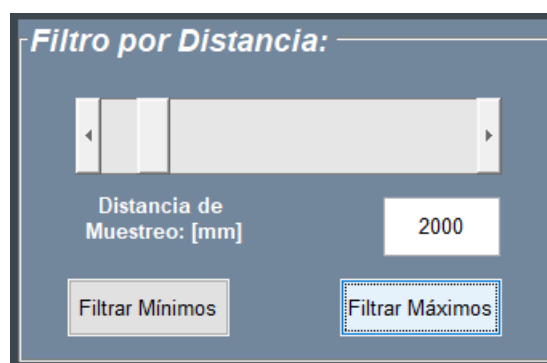 Filtro por Distancia:
Distancia de
Muestreo: [mm]
2000
Filtrar Mínimos
Filtrar Máximos